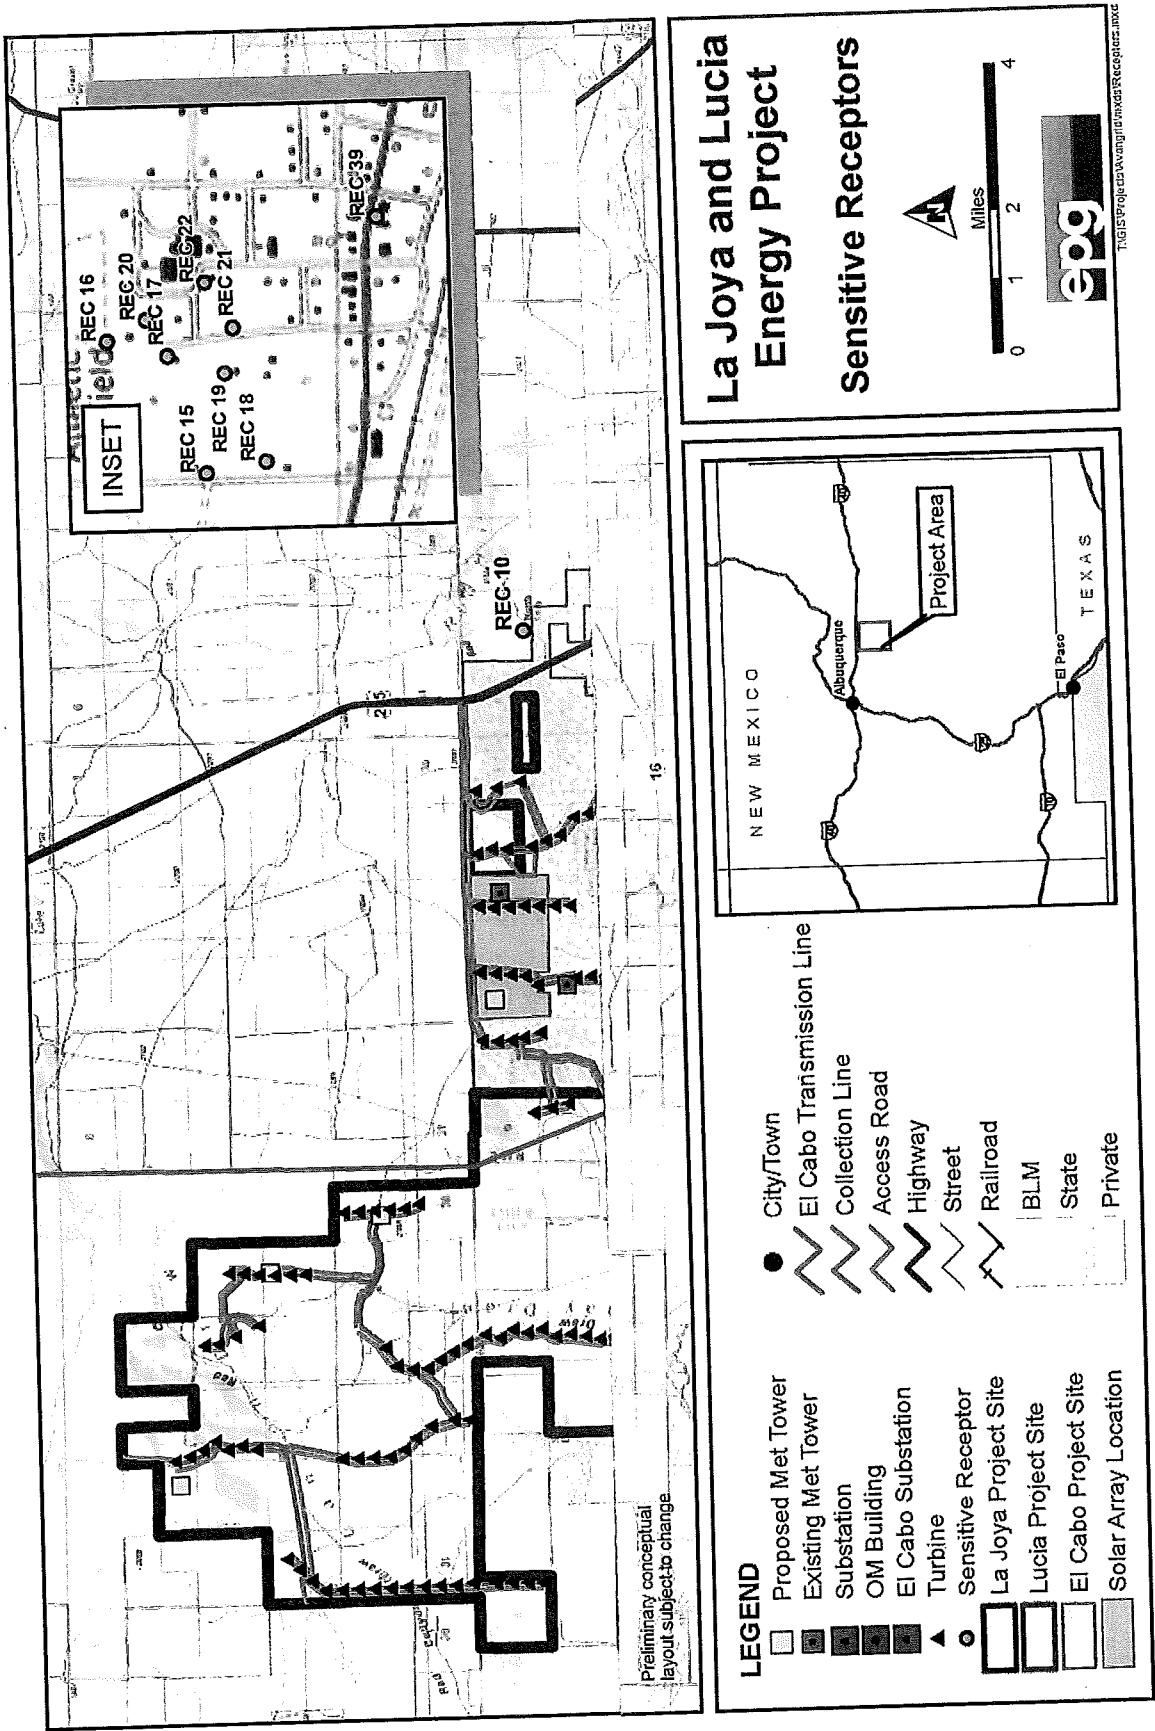 INSET
REC 16
REC 20
REC 17
REC 22
REC 21
REC 15
REC 19
REC 18
REC 39
REC 10
285
16
Red
Draw
Preliminary conceptual
layout subject to change
LEGEND
Proposed Met Tower
Existing Met Tower
Substation
OM Building
El Cabo Substation
Turbine
Sensitive Receptor
La Joya Project Site
Lucia Project Site
El Cabo Project Site
Solar Array Location
City/Town
El Cabo Transmission Line
Collection Line
Access Road
Highway
Street
Railroad
BLM
State
Private
NEW MEXICO
Albuquerque
Project Area
El Paso
TEXAS
La Joya and Lucia
Energy Project
Sensitive Receptors
N
Miles
0 1 2 4
epg
T:\GIS\Projects\Avangrid\mxds\Receptors.mxd